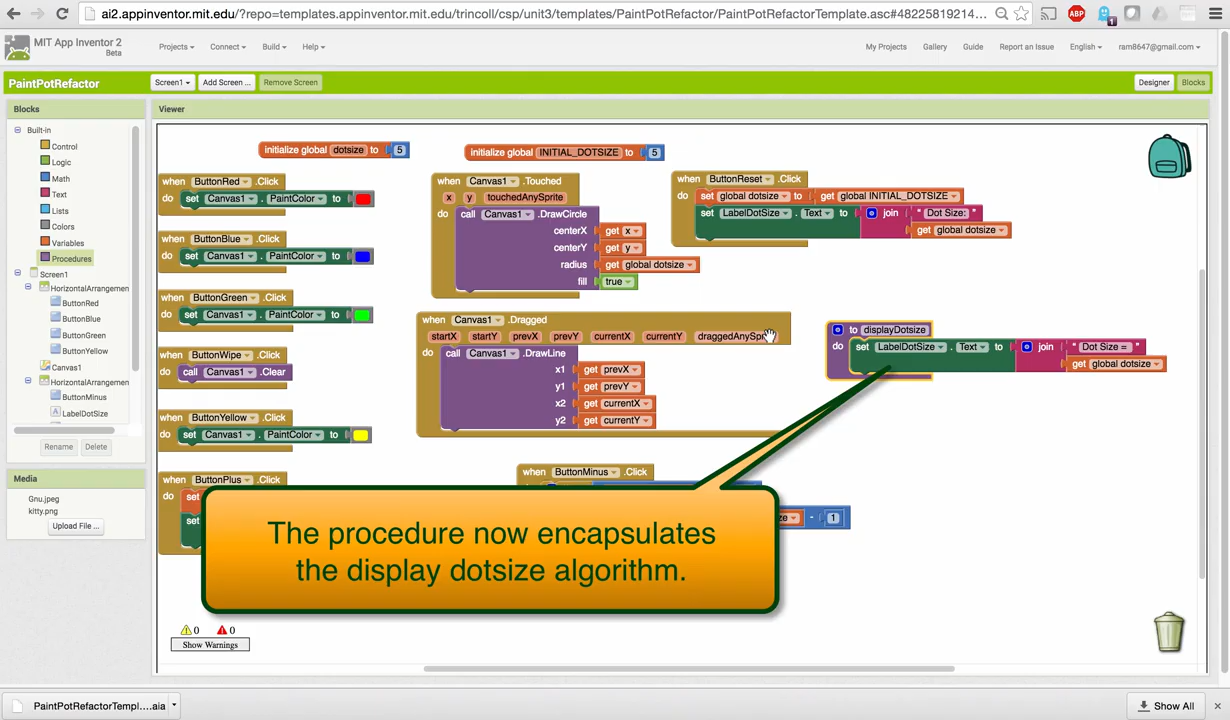 ai2.appinventor.mit.edu/?repo=templates.appinventor.mit.edu/trincoll/csp/unit3/templates/PaintPotRefactor/PaintPotRefactorTemplate.asc#48225819214...
ABP
1
MIT App Inventor 2
Beta
Projects
Connect
Build
Help
My Projects
Gallery
Guide
Report an Issue
English
ram8647@gmail.com
PaintPotRefactor
Screen1
Add Screen ...
Remove Screen
Designer
Blocks
Blocks
Built-in
Control
Logic
Math
Text
Lists
Colors
Variables
Procedures
Screen1
HorizontalArrangemen
ButtonRed
ButtonBlue
ButtonGreen
ButtonYellow
Canvas1
HorizontalArrangemen
ButtonMinus
LabelDotSize
Rename
Delete
Media
Gnu.jpeg
kitty.png
Upload File ...
Viewer
initialize global dotsize to 5
initialize global INITIAL_DOTSIZE to 5
when ButtonRed .Click
do set Canvas1 . PaintColor to
when ButtonBlue .Click
do set Canvas1 . PaintColor to
when ButtonGreen .Click
do set Canvas1 . PaintColor to
when ButtonWipe .Click
do call Canvas1 .Clear
when ButtonYellow .Click
do set Canvas1 . PaintColor to
when ButtonPlus .Click
do set
set
when Canvas1 .Touched
x y touchedAnySprite
do call Canvas1 .DrawCircle
centerX get x
centerY get y
radius get global dotsize
fill true
when Canvas1 .Dragged
startX startY prevX prevY currentX currentY draggedAnySpri
do call Canvas1 .DrawLine
x1 get prevX
y1 get prevY
x2 get currentX
y2 get currentY
when ButtonReset .Click
do set global dotsize to get global INITIAL_DOTSIZE
set LabelDotSize . Text to join " Dot Size: "
get global dotsize
to displayDotsize
do set LabelDotSize . Text to join " Dot Size = "
get global dotsize
when ButtonMinus .Click
- 1
The procedure now encapsulates
the display dotsize algorithm.
0 0
Show Warnings
PaintPotRefactorTempl....aia
Show All